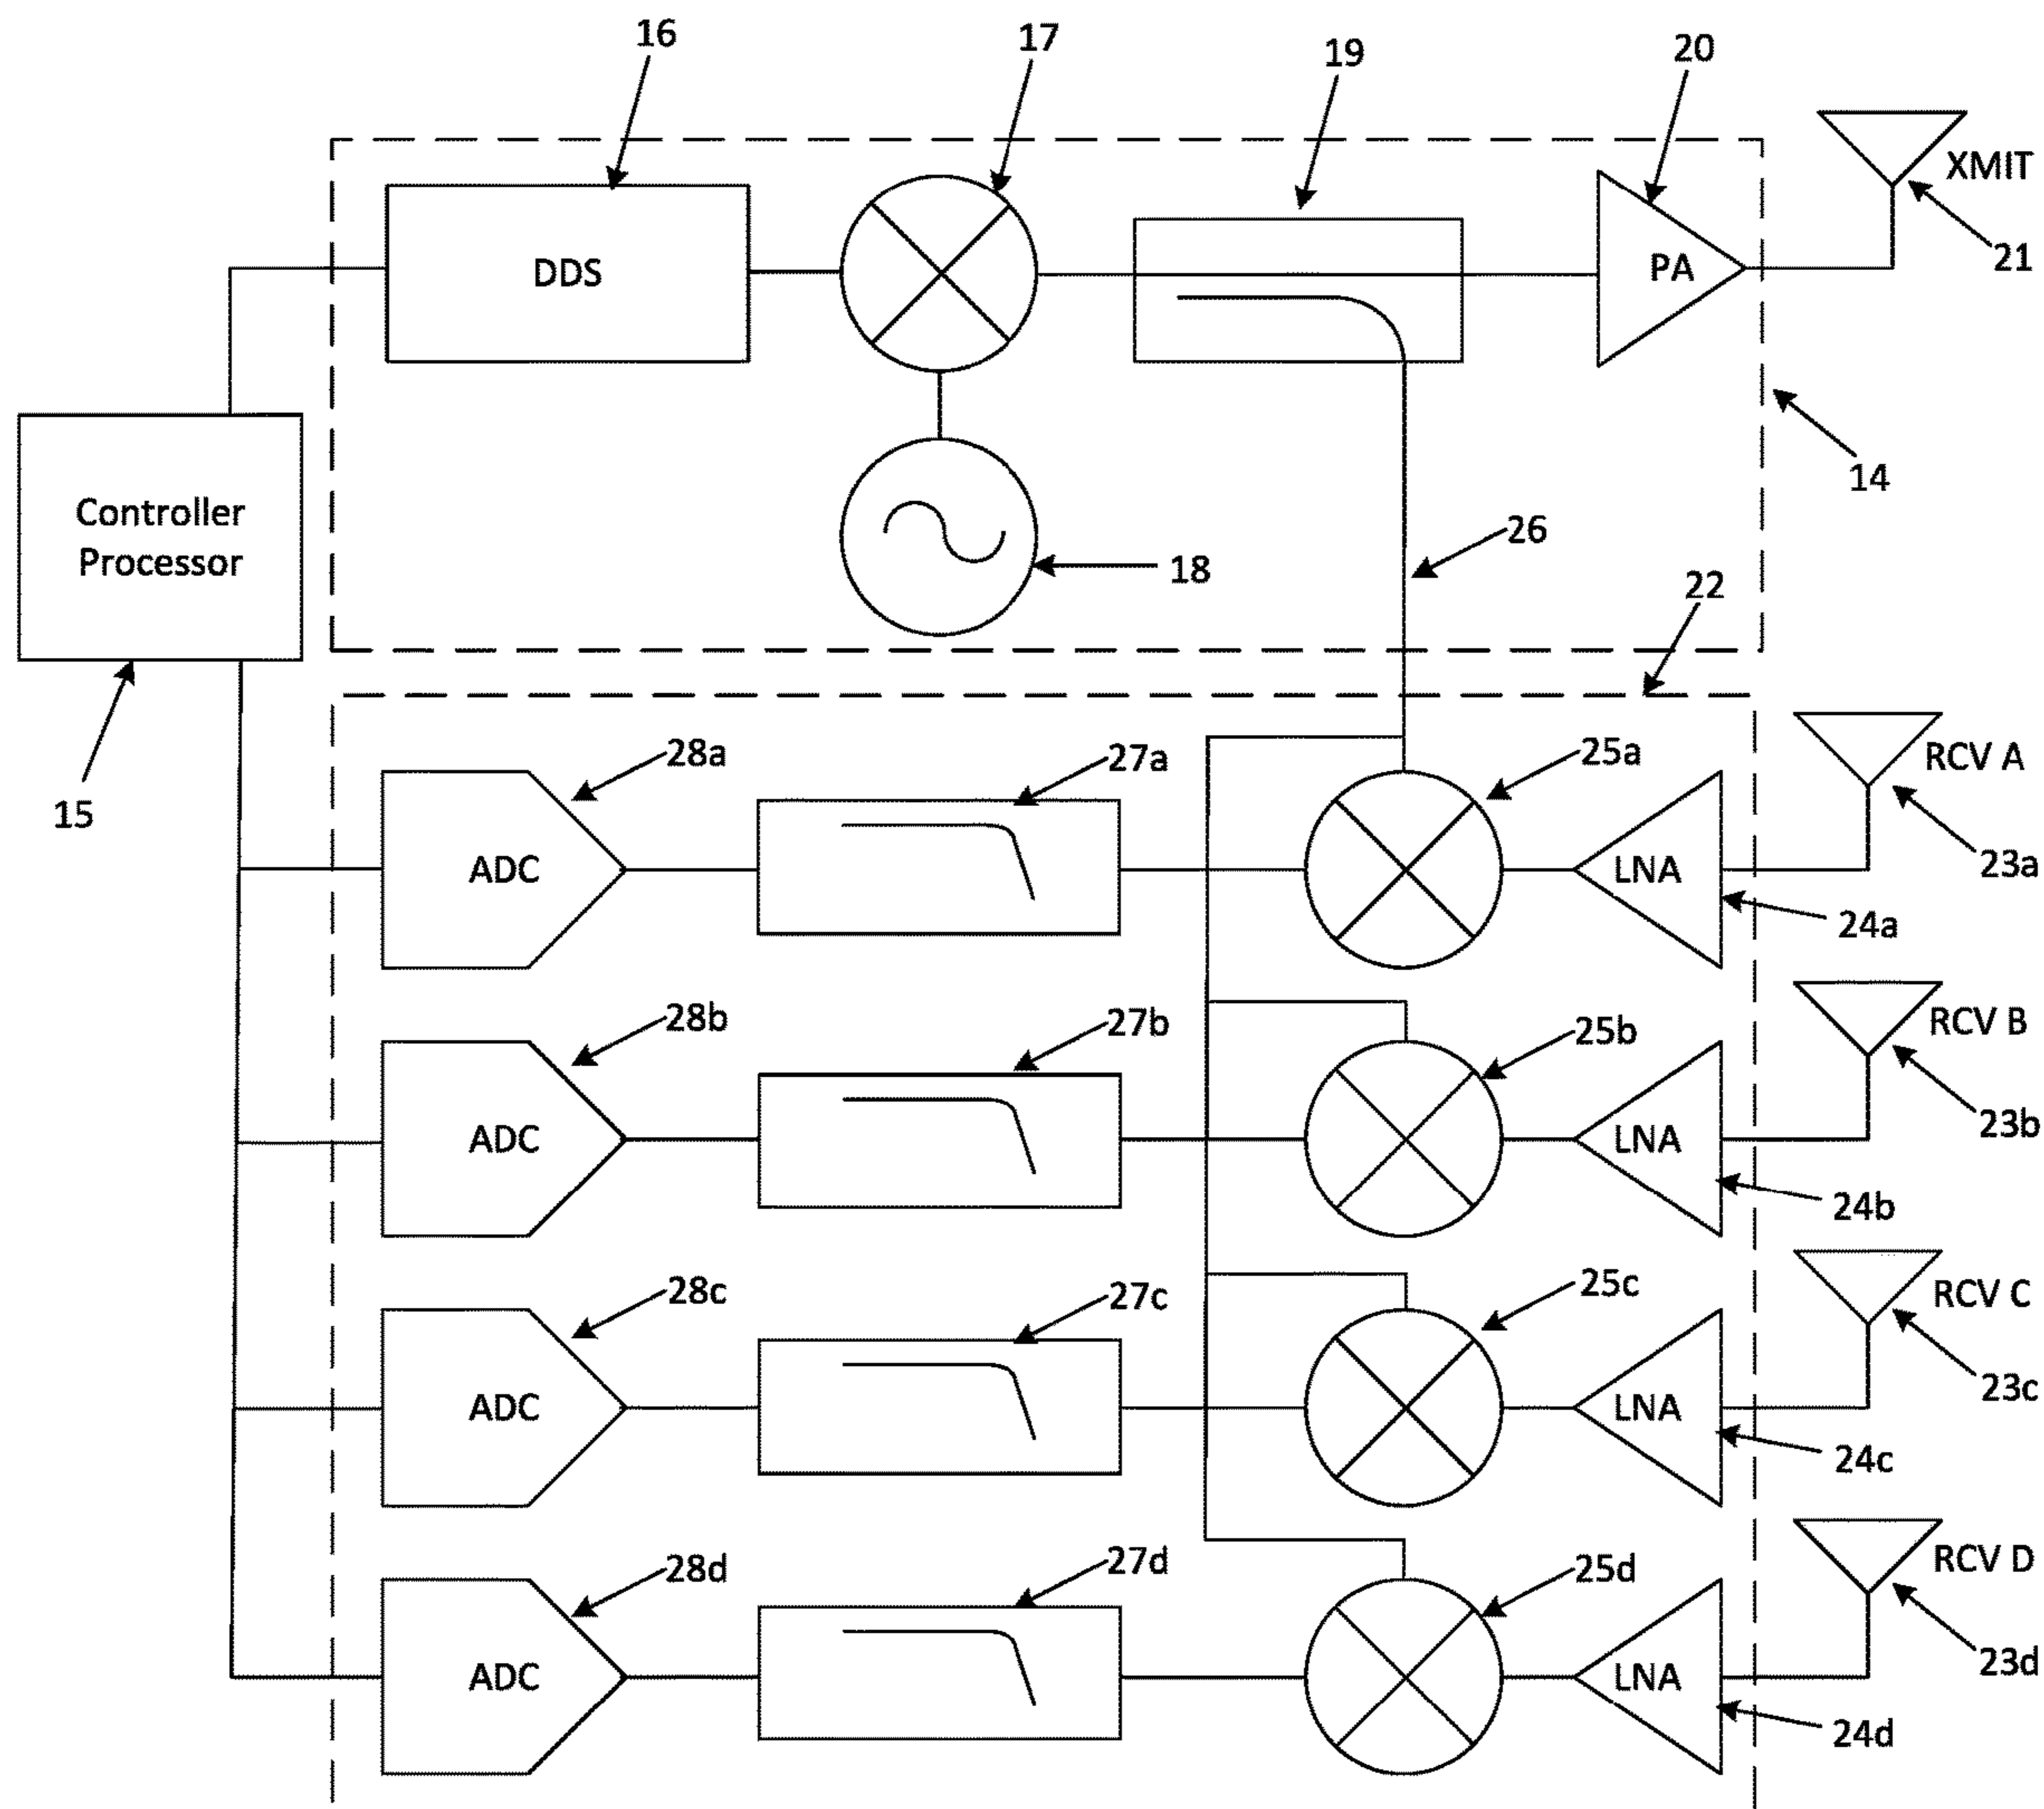 16
17
19
20
XMIT
21
DDS
PA
14
Controller
Processor
18
26
22
15
28a
27a
25a
RCV A
ADC
LNA
23a
24a
28b
27b
25b
RCV B
ADC
LNA
23b
24b
28c
27c
25c
RCV C
ADC
LNA
23c
24c
28d
27d
25d
RCV D
ADC
LNA
23d
24d